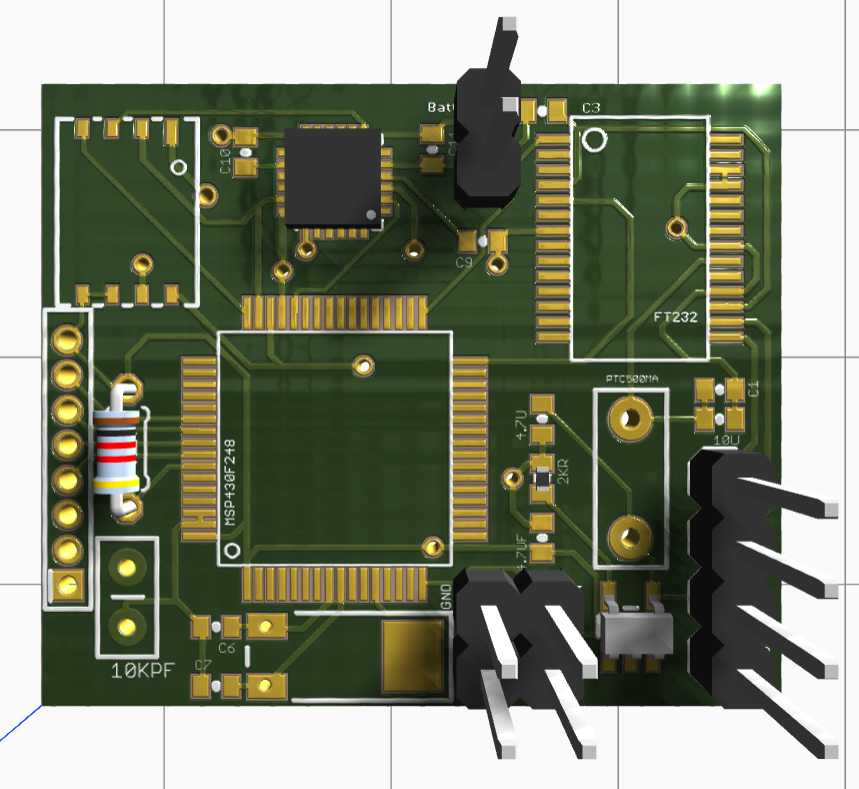 Batt
C3
C10
C9
FT232
PTC500MA
C1
10U
4.7U
2KR
4.7UF
MSP430F248
GND
C6
C7
10KPF